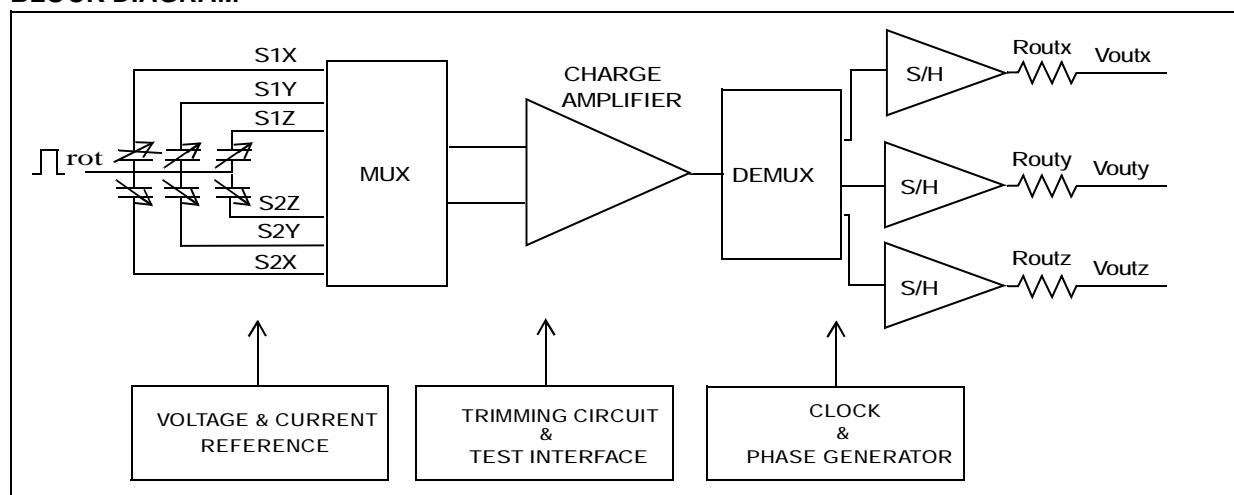 BLOCK DIAGRAM
S1X
S1Y
S1Z
rot
S2Z
S2Y
S2X
MUX
CHARGE
AMPLIFIER
DEMUX
S/H
Routx
Voutx
S/H
Routy
Vouty
S/H
Routz
Voutz
VOLTAGE & CURRENT
REFERENCE
TRIMMING CIRCUIT
&
TEST INTERFACE
CLOCK
&
PHASE GENERATOR